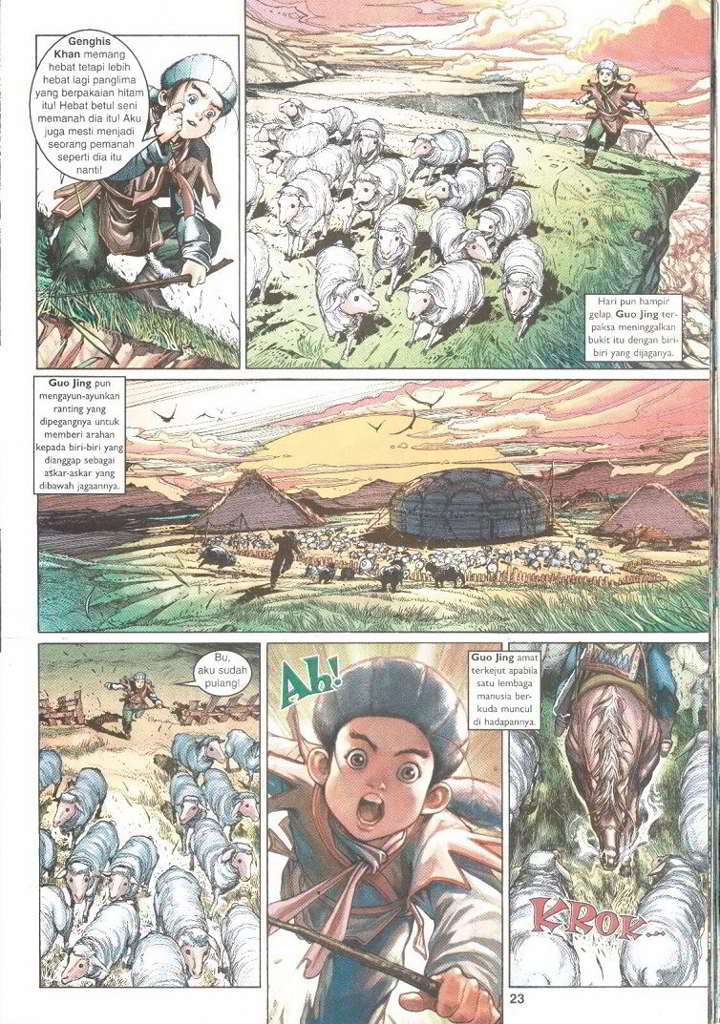 Genghis
Khan memang
hebat tetapi lebih
hebat lagi panglima
yang berpakaian hitam
itu! Hebat betul seni
memanah dia itu! Aku
juga mesti menjadi
seorang pemanah
seperti dia itu
nanti!
Hari pun hampir
gelap. Guo Jing ter-
paksa meninggalkan
bukit itu dengan biri-
biri yang dijaganya.
Guo Jing pun
mengayun-ayunkan
ranting yang
dipegangnya untuk
memberi arahan
kepada biri-biri yang
dianggap sebagai
askar-askar yang
dibawah jagaannya.
Bu,
aku sudah
pulang!
Ah!
Guo Jing amat
terkejut apabila
satu lembaga
manusia ber-
kuda muncul
di hadapannya.
KROK...
23